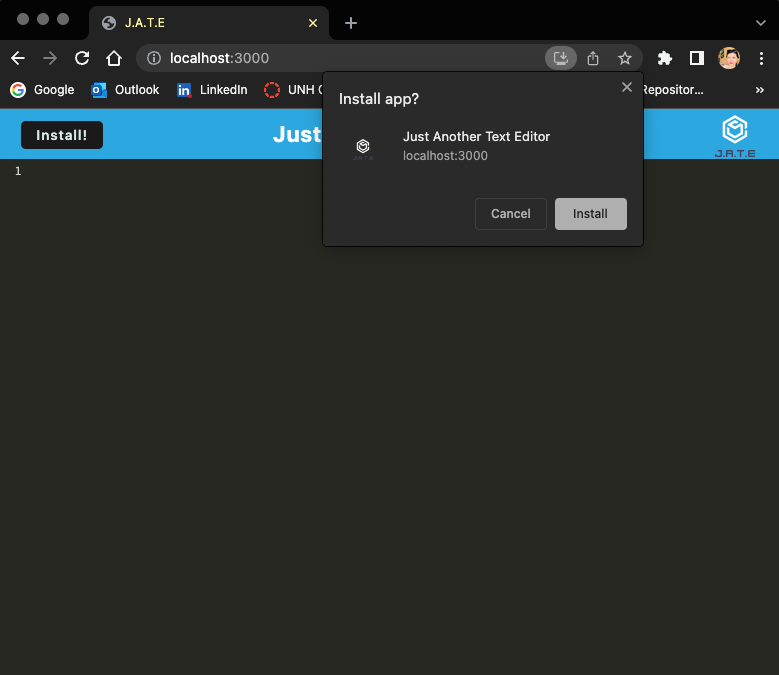 J.A.T.E
localhost:3000
Google Outlook LinkedIn UNH Repositor...
Install! Just
J.A.T.E
Install app?
Just Another Text Editor
localhost:3000
Cancel Install
1